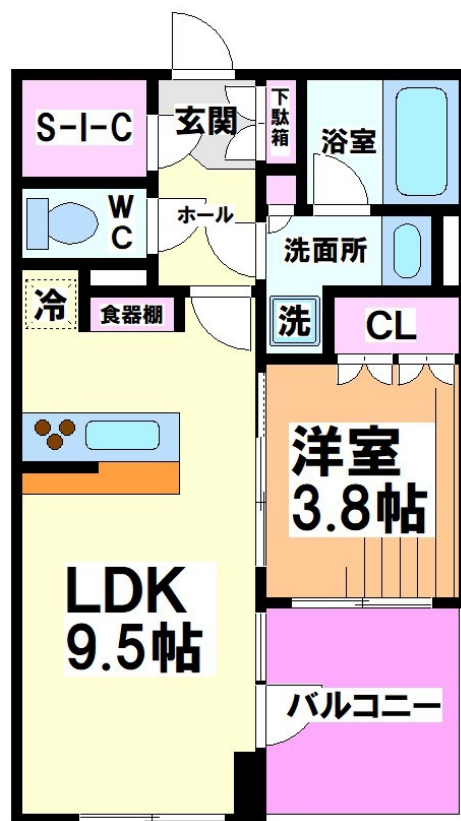 S-I-C
玄関
下駄箱
浴室
WC
ホール
洗面所
冷
食器棚
洗
CL
洋室
3.8帖
LDK
9.5帖
バルコニー